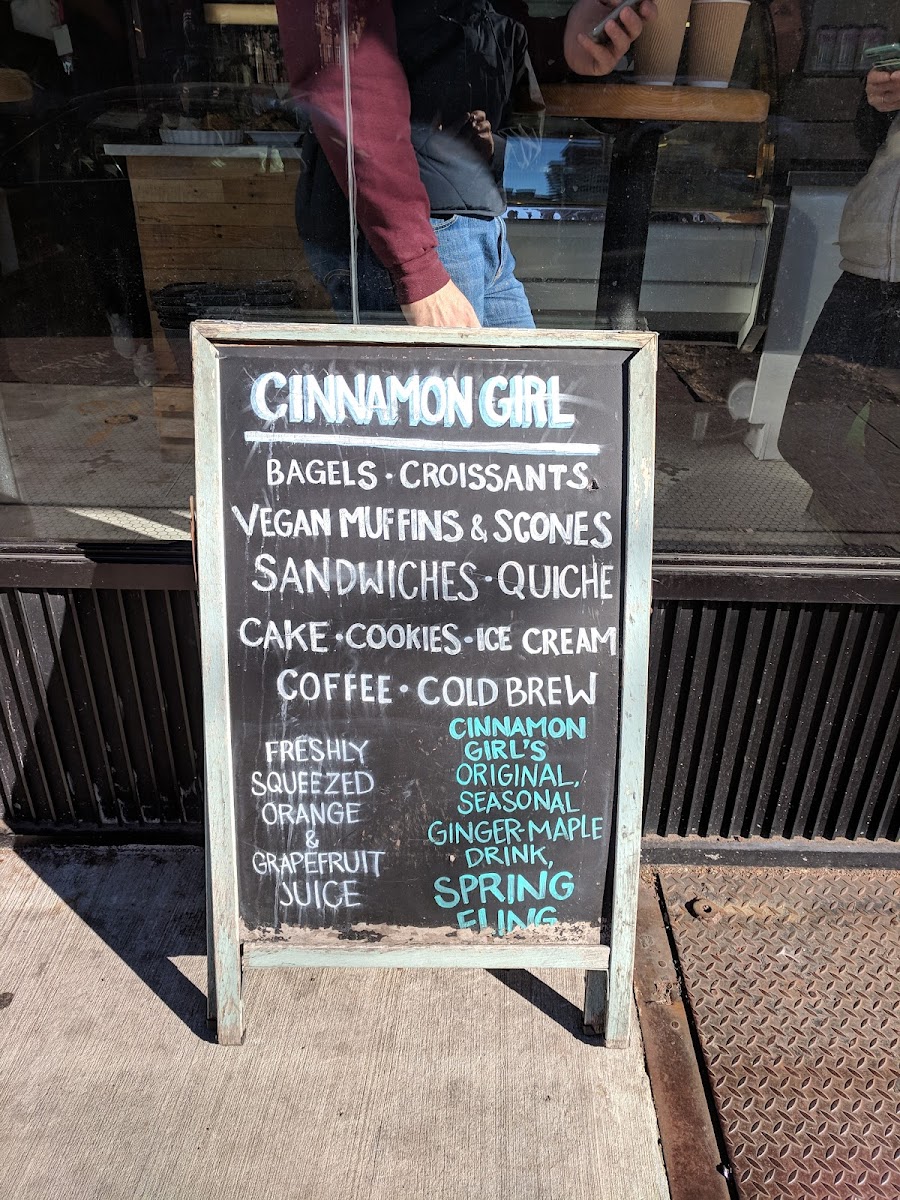 CINNAMON GIRL
BAGELS · CROISSANTS
VEGAN MUFFINS & SCONES
SANDWICHES · QUICHE
CAKE · COOKIES · ICE CREAM
COFFEE · COLD BREW
FRESHLY
SQUEEZED
ORANGE
&
GRAPEFRUIT
JUICE
CINNAMON
GIRL'S
ORIGINAL,
SEASONAL
GINGER-MAPLE
DRINK,
SPRING
FLING